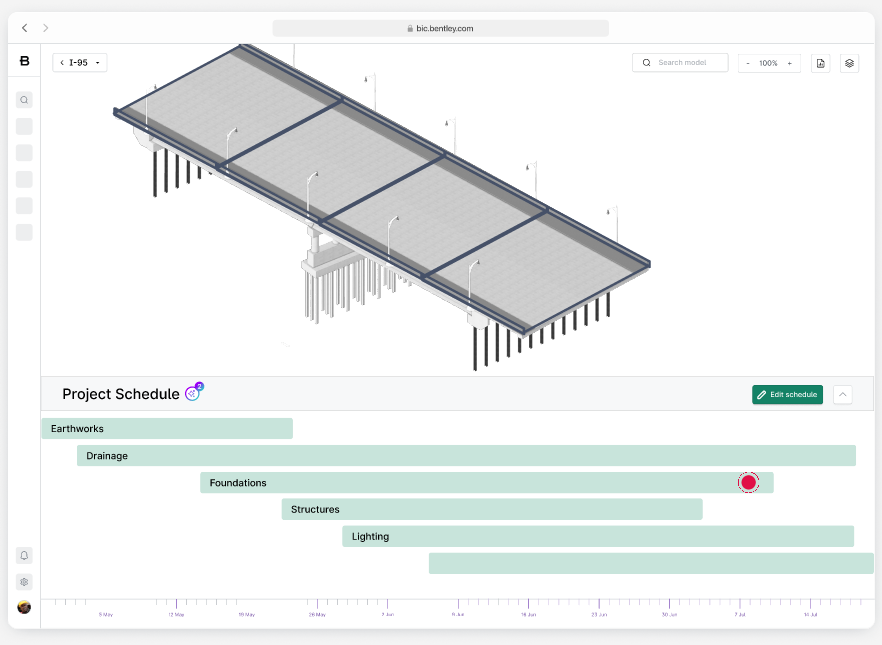 bic.bentley.com
B
I-95
Search model
- 100% +
Project Schedule
2
Edit schedule
Earthworks
Drainage
Foundations
Structures
Lighting
5 May 12 May 19 May 26 May 2 Jun 9 Jun 16 Jun 23 Jun 30 Jun 7 Jul 14 Jul